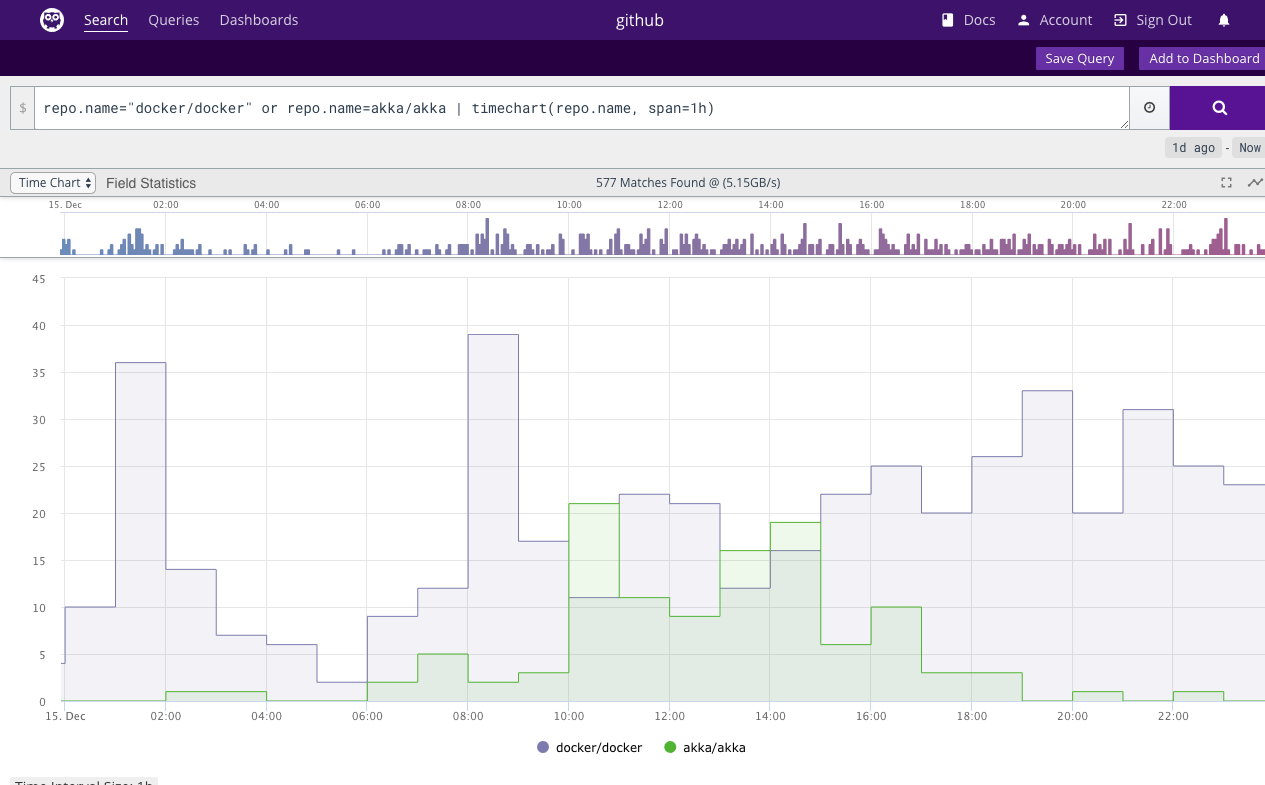 Search Queries Dashboards github Docs Account Sign Out
Save Query Add to Dashboard
$ repo.name="docker/docker" or repo.name=akka/akka | timechart(repo.name, span=1h)
1d ago - Now
Time Chart Field Statistics 577 Matches Found @ (5.15GB/s)
15. Dec 02:00 04:00 06:00 08:00 10:00 12:00 14:00 16:00 18:00 20:00 22:00
45
40
35
30
25
20
15
10
5
0
15. Dec 02:00 04:00 06:00 08:00 10:00 12:00 14:00 16:00 18:00 20:00 22:00
docker/docker akka/akka
Time Interval Size: 1h